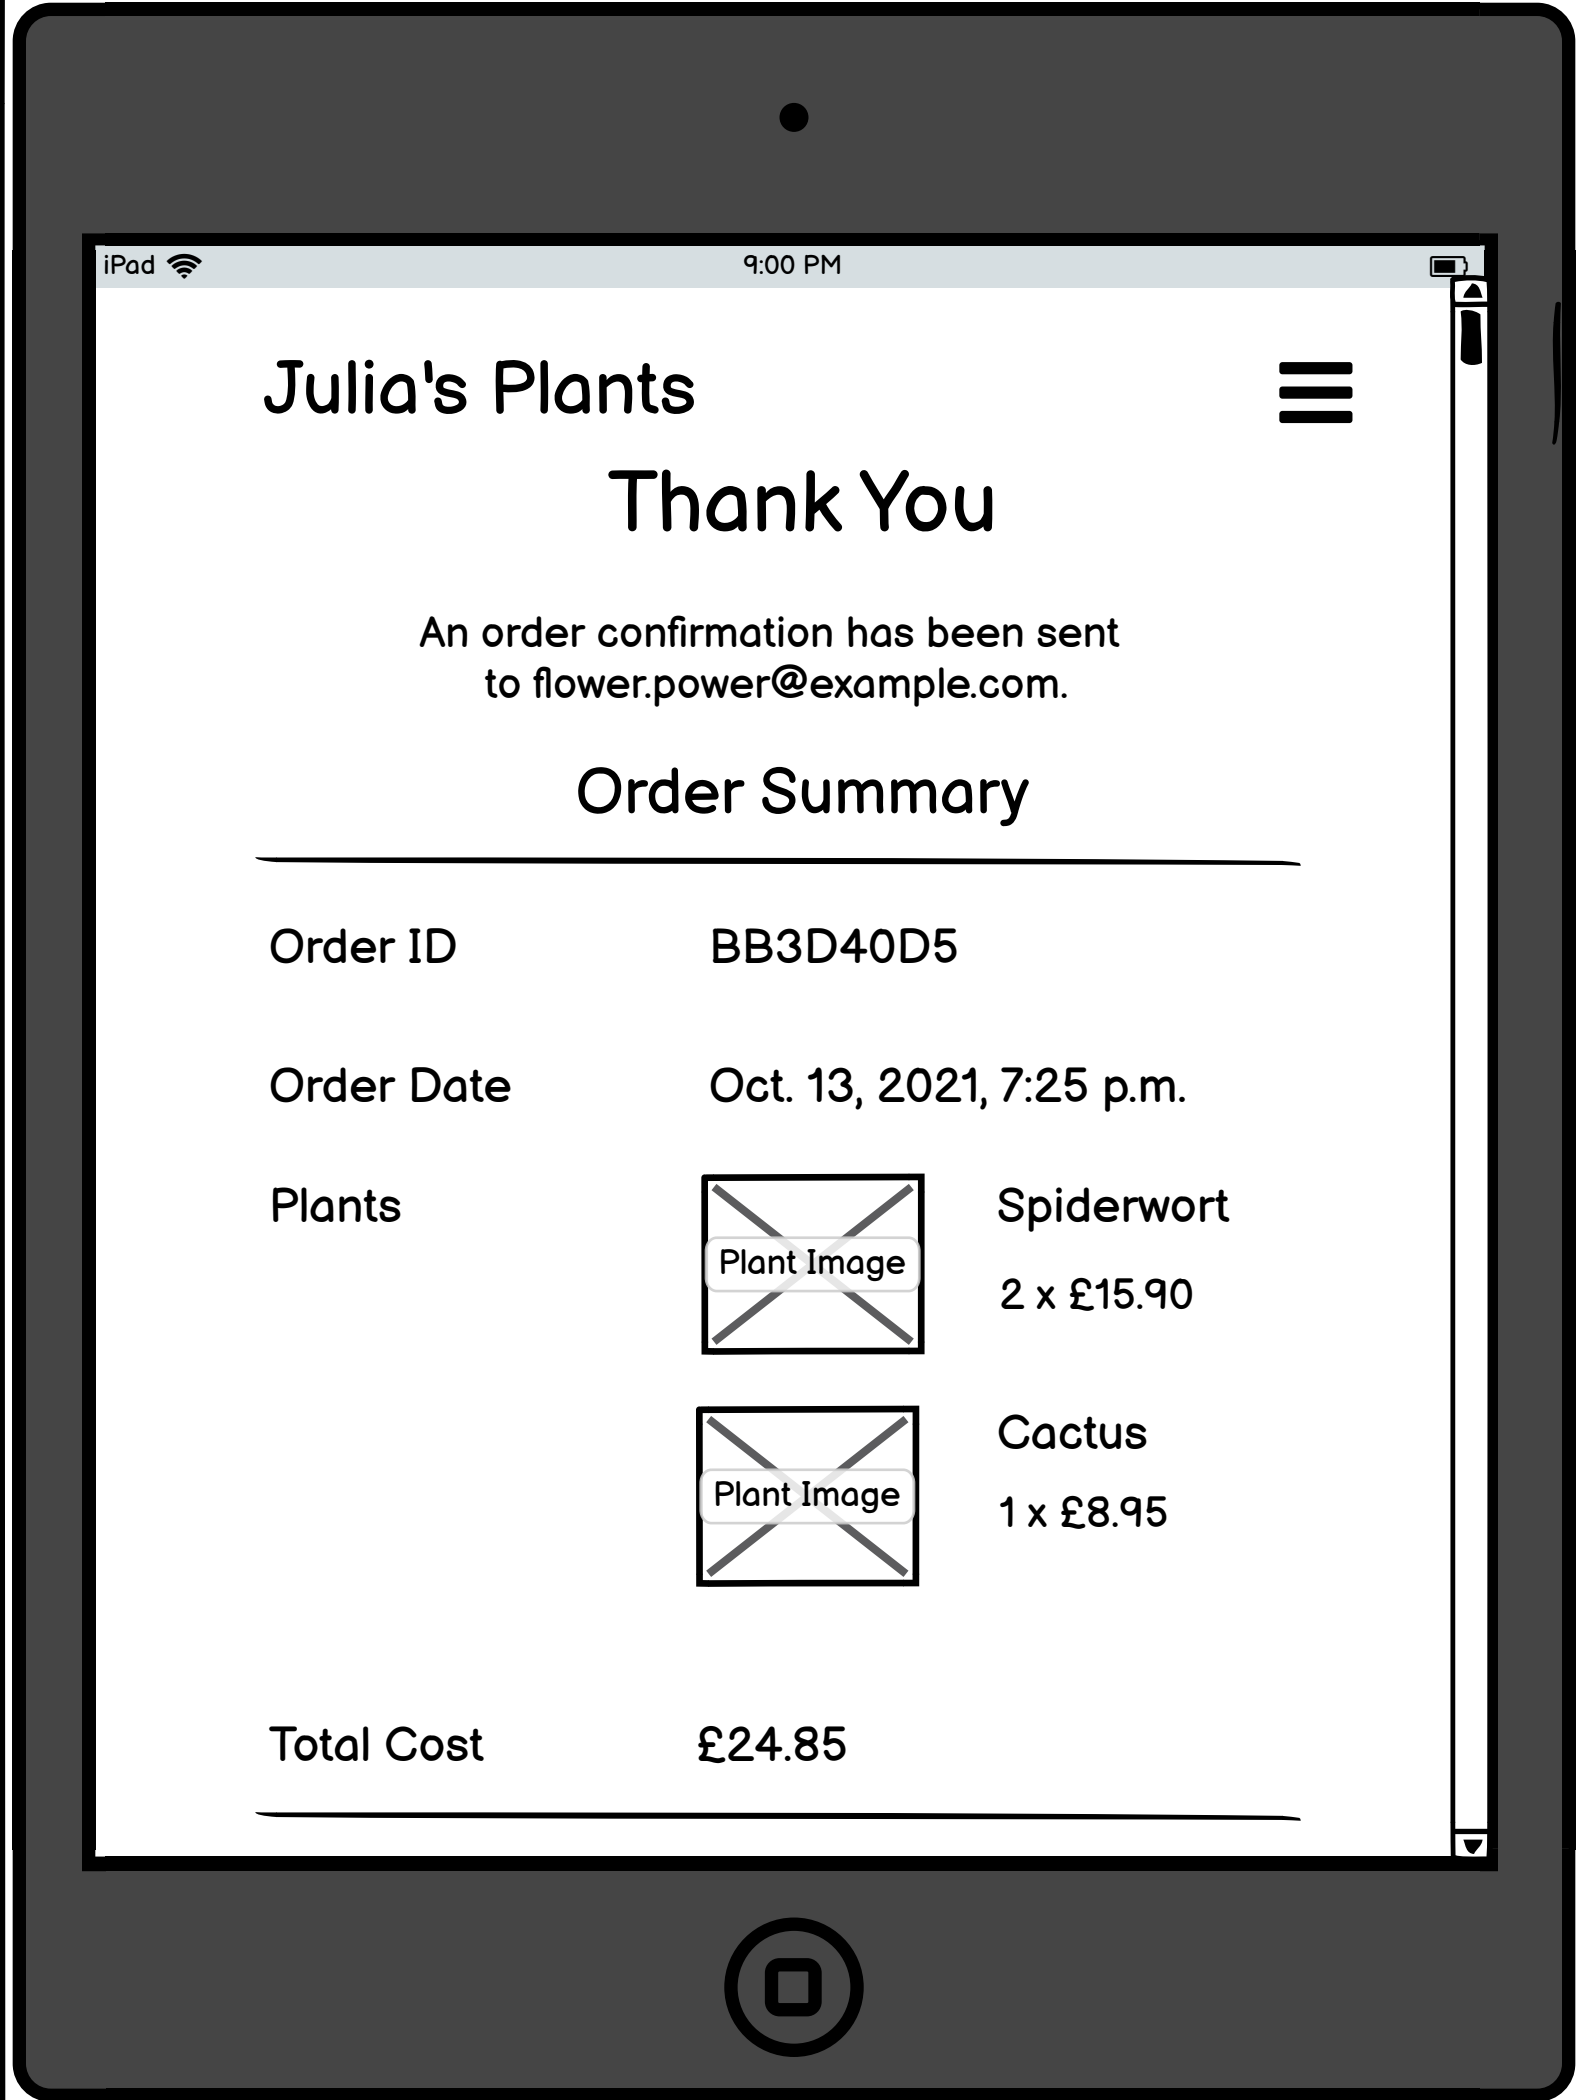 iPad
9:00 PM
Julia's Plants
Thank You
An order confirmation has been sent
to flower.power@example.com.
Order Summary
Order ID BB3D40D5
Order Date Oct. 13, 2021, 7:25 p.m.
Plants
Plant Image
Spiderwort
2 x £15.90
Plant Image
Cactus
1 x £8.95
Total Cost £24.85